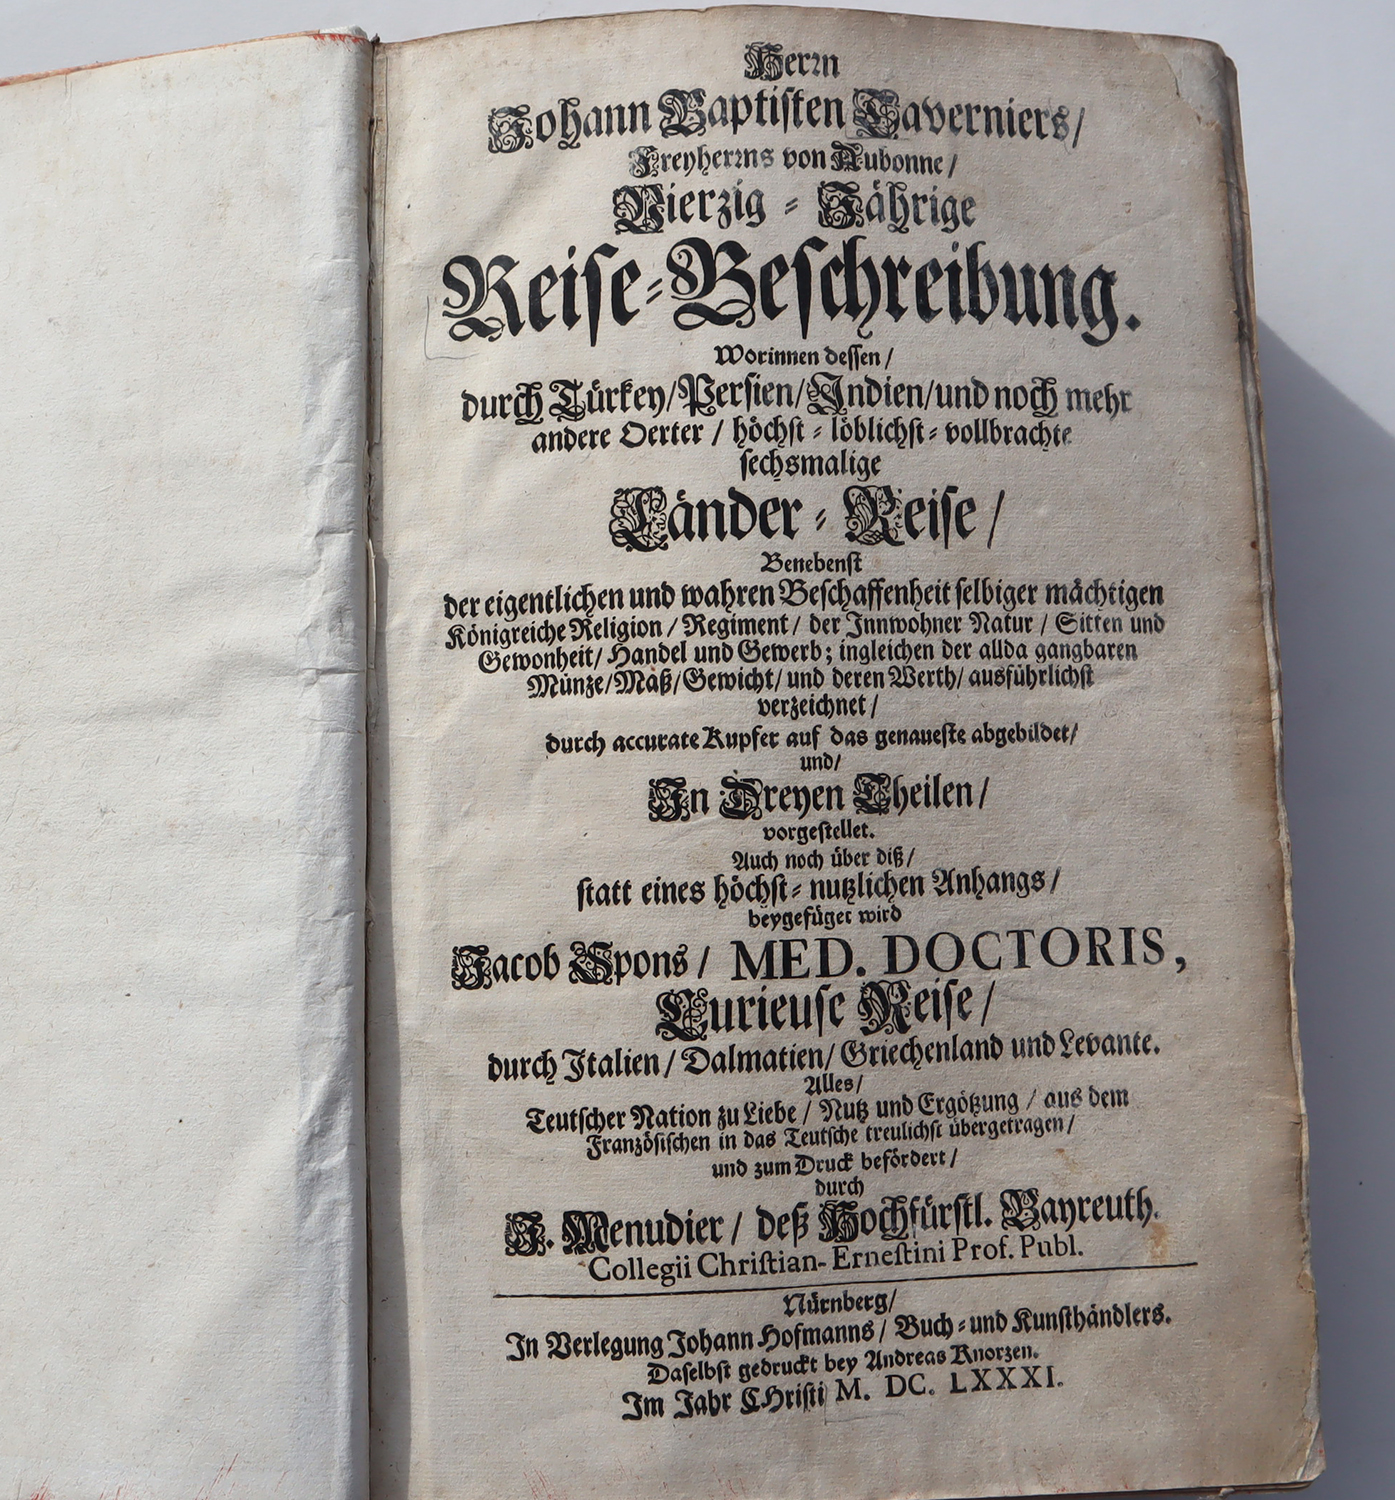 Herꝛn
Johann Baptiſten Taverniers/
Freyherꝛns von Aubonne/
Vierzig-Jährige
Reiſe-Beſchreibung.
Worinnen deſſen/
durch Türkey/Perſien/Indien/und noch mehr
andere Oerter/höchſt-löblichſt-vollbrachte
ſechsmalige
Länder-Reiſe/
Benebenſt
der eigentlichen und wahren Beſchaffenheit ſelbiger mächtigen
Königreiche Religion/Regiment/der Innwohner Natur/Sitten und
Gewonheit/Handel und Gewerb; ingleichen der allda gangbaren
Münze/Mäß/Gewicht/und deren Werth/ausführlichſt
verzeichnet/
durch accurate Kupfer auf das genaueſte abgebildet/
und/
In Dreyen Theilen/
vorgeſtellet.
Auch noch über diß/
ſtatt eines höchſt-nutzlichen Anhangs/
beygefüget wird
Jacob Spons/MED. DOCTORIS,
Curieuſe Reiſe/
durch Italien/Dalmatien/Griechenland und Levante.
Alles/
Teutſcher Nation zu Liebe/Nutz und Ergötzung/aus dem
Franzöſiſchen in das Teutſche treulichſt übergetragen/
und zum Druck befördert/
durch
J. Menudier/deß Hochfürſtl. Bayreuth.
Collegii Chriſtian-Erneſtini Prof. Publ.
Nürnberg/
In Verlegung Johann Hofmanns/Buch-und Kunſthändlers.
Daſelbſt gedruckt bey Andreas Knorzen.
Im Jahr CHriſti M. DC. LXXXI.